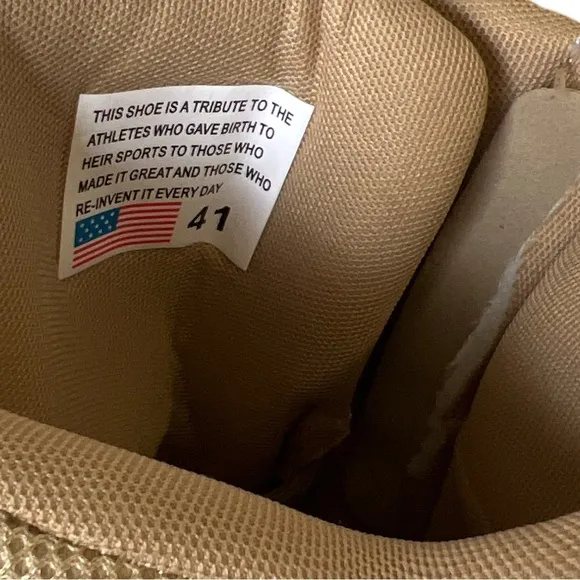 THIS SHOE IS A TRIBUTE TO THE
ATHLETES WHO GAVE BIRTH TO
HEIR SPORTS TO THOSE WHO
MADE IT GREAT AND THOSE WHO
RE-INVENT IT EVERY DAY
41